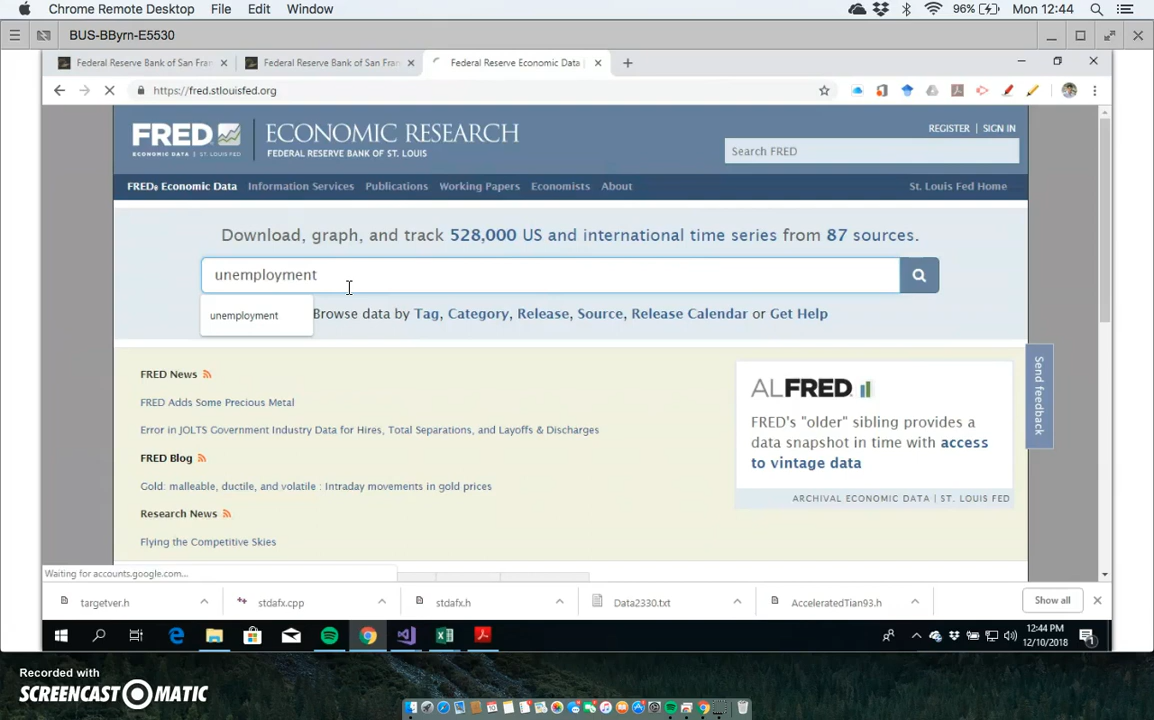 Chrome Remote Desktop File Edit Window 96% Mon 12:44
BUS-BByrn-E5530
Federal Reserve Bank of San Fran × Federal Reserve Bank of San Fran × Federal Reserve Economic Data | ×
https://fred.stlouisfed.org
FRED ECONOMIC RESEARCH
ECONOMIC DATA | ST. LOUIS FED FEDERAL RESERVE BANK OF ST. LOUIS
REGISTER | SIGN IN
Search FRED
FRED® Economic Data Information Services Publications Working Papers Economists About St. Louis Fed Home
Download, graph, and track 528,000 US and international time series from 87 sources.
unemployment
unemployment
Browse data by Tag, Category, Release, Source, Release Calendar or Get Help
FRED News
FRED Adds Some Precious Metal
Error in JOLTS Government Industry Data for Hires, Total Separations, and Layoffs & Discharges
FRED Blog
Gold: malleable, ductile, and volatile : Intraday movements in gold prices
Research News
Flying the Competitive Skies
ALFRED
FRED's "older" sibling provides a
data snapshot in time with access
to vintage data
ARCHIVAL ECONOMIC DATA | ST. LOUIS FED
Send feedback
Waiting for accounts.google.com...
targetver.h stdafx.cpp stdafx.h Data2330.txt AcceleratedTian93.h Show all
12:44 PM
12/10/2018
Recorded with
SCREENCAST-O-MATIC